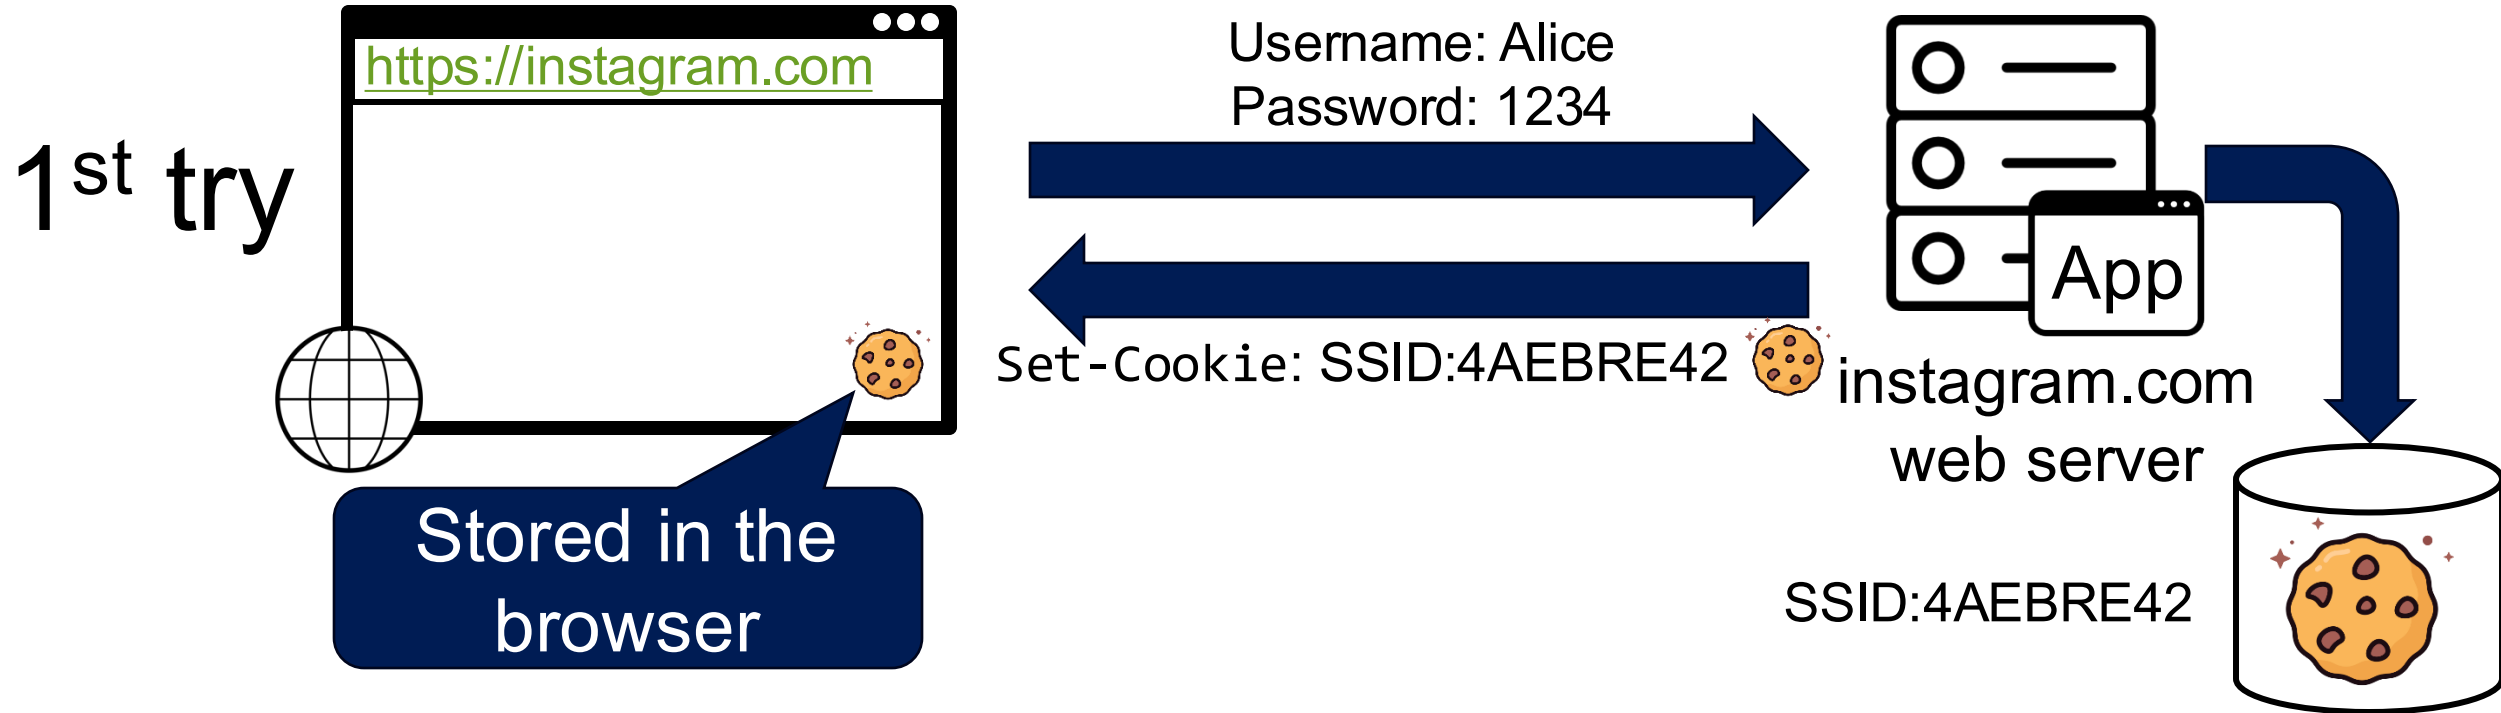 1st try
https://instagram.com
Username: Alice
Password: 1234
Set-Cookie: SSID:4AEBRE42
App
instagram.com
web server
Stored in the
browser
SSID:4AEBRE42